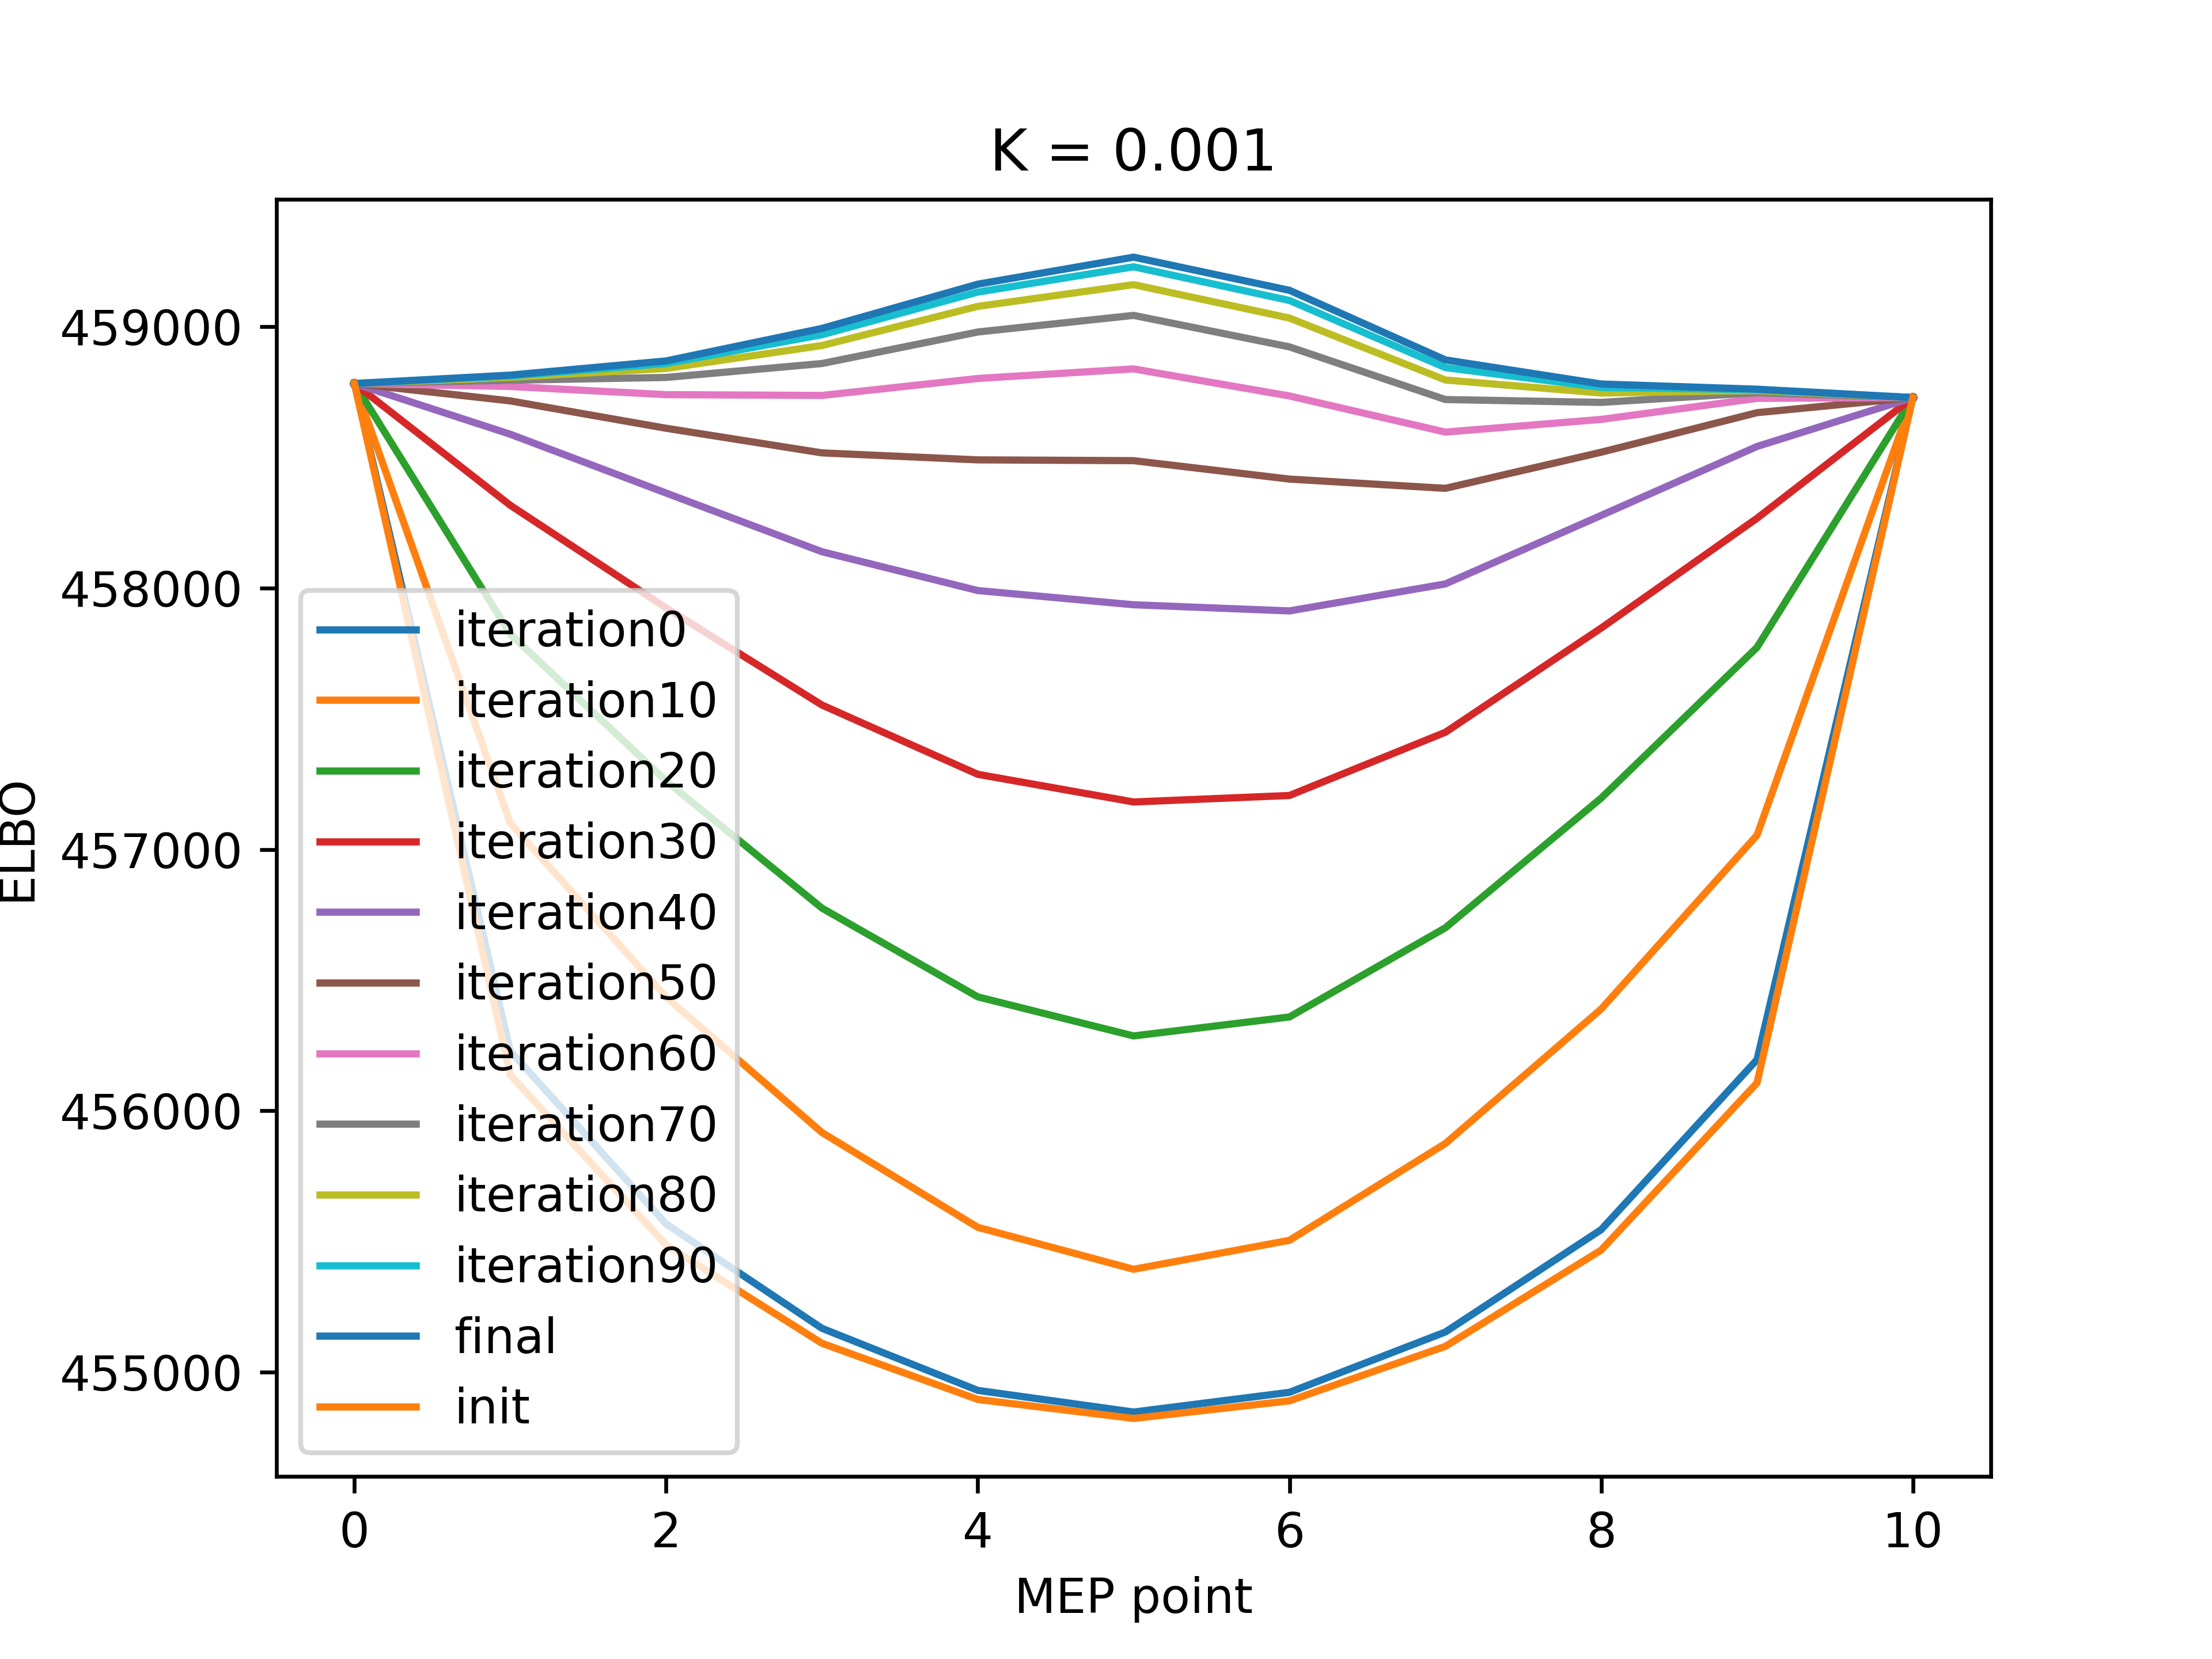 K = 0.001
ELBO
459000
458000
457000
456000
455000
iteration0
iteration10
iteration20
iteration30
iteration40
iteration50
iteration60
iteration70
iteration80
iteration90
final
init
0 2 4 6 8 10
MEP point